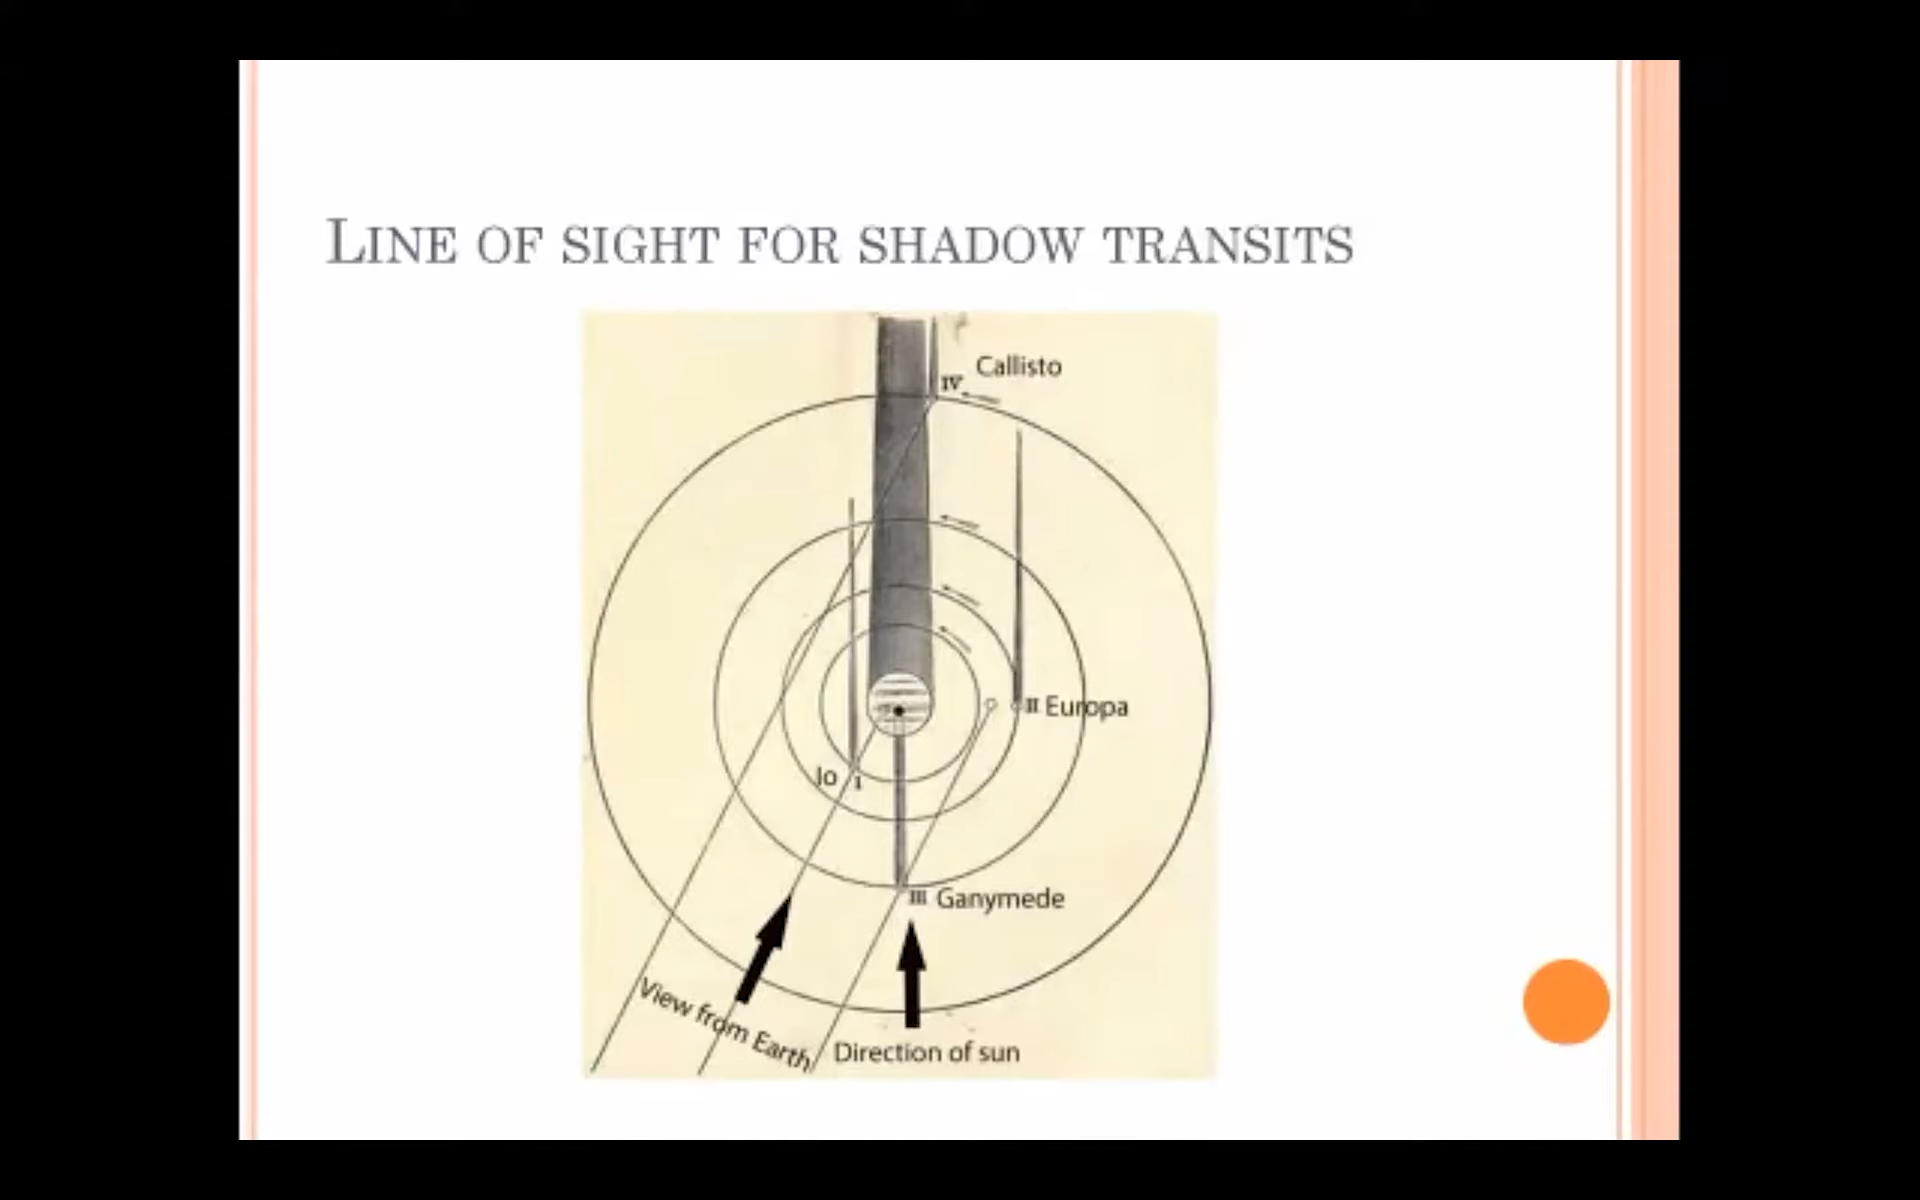 LINE OF SIGHT FOR SHADOW TRANSITS
Callisto
IV
II Europa
Io I
III Ganymede
View from Earth
Direction of sun